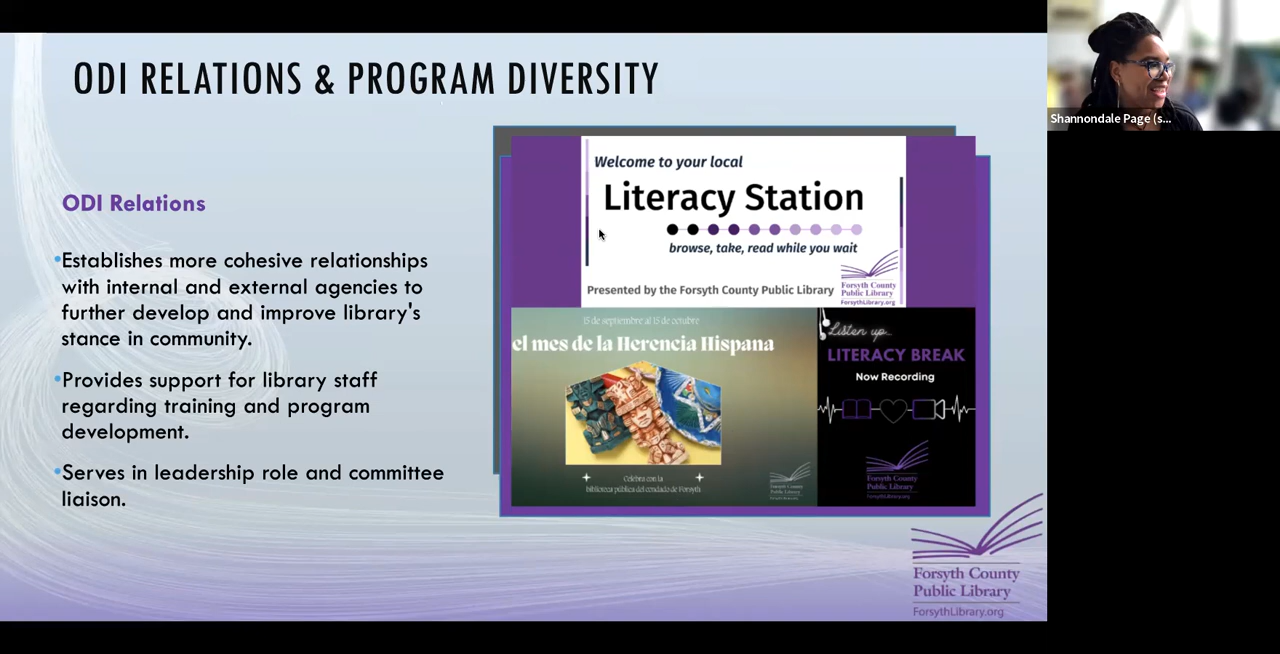 ODI RELATIONS & PROGRAM DIVERSITY
Shannondale Page (s...
ODI Relations
•Establishes more cohesive relationships
with internal and external agencies to
further develop and improve library's
stance in community.
•Provides support for library staff
regarding training and program
development.
•Serves in leadership role and committee
liaison.
Welcome to your local
Literacy Station
browse, take, read while you wait
Presented by the Forsyth County Public Library
Forsyth County
Public Library
ForsythLibrary.org
15 de septiembre al 15 de octubre
el mes de la Herencia Hispana
Celebra con la
biblioteca pública del condado de Forsyth
Forsyth County
Public Library
Listen up...
LITERACY BREAK
Now Recording
Forsyth County
Public Library
ForsythLibrary.org
Forsyth County
Public Library
ForsythLibrary.org